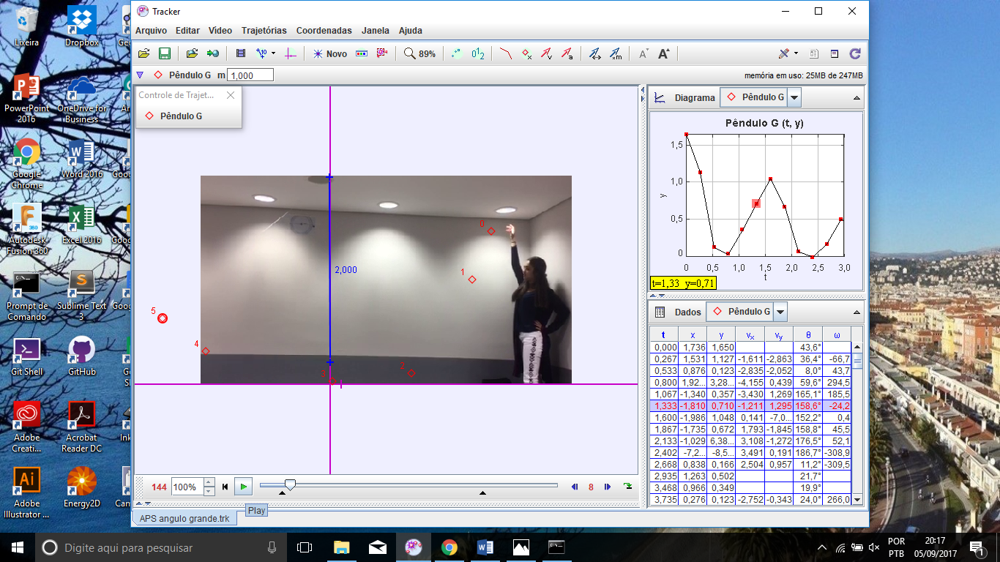 Tracker
Arquivo Editar Vídeo Trajetórias Coordenadas Janela Ajuda
Novo 89%
Pêndulo G m 1,000 memória em uso: 25MB de 247MB
Controle de Trajet...
Pêndulo G
Lixeira
Dropbox
PowerPoint 2016
OneDrive for Business
Google Chrome
Word 2016
Autodesk Fusion 360
Excel 2016
Prompt de Comando
Sublime Text 3
Git Shell
GitHub
Adobe Creati...
Acrobat Reader DC
Adobe Illustrator ...
Energy2D
0
1
2,000
5
4
Diagrama Pêndulo G
Pêndulo G (t, y)
1,5
1,0
0,5
0
y
0,0 0,5 1,0 1,5 2,0 2,5 3,0
t
t=1,33 y=0,71
Dados Pêndulo G
t x y vx vy θ ω
0,000 1,736 1,650 43,6°
0,267 1,531 1,127 -1,611 -2,863 36,4° -66,7
0,533 0,876 0,123 -2,835 -2,052 8,0° 43,7
0,800 1,92... 3,28... -4,155 0,439 59,6° 294,5
1,067 -1,340 0,357 -3,430 1,269 165,1° 185,5
1,333 -1,810 0,710 -1,211 1,295 158,6° -24,2
1,600 -1,986 1,048 0,141 -7,0... 152,2° 0,4
1,867 -1,735 0,672 1,793 -1,845 158,8° 45,5
2,133 -1,029 6,38... 3,108 -1,272 176,5° 52,1
2,402 -7,2... -8,5... 3,491 0,191 186,7° -308,9
2,668 0,838 0,166 2,504 0,957 11,2° -309,5
2,935 1,263 0,502 21,7°
3,468 0,966 0,349 19,9°
3,735 0,276 0,123 -2,752 -0,343 24,0° 266,0
144 100% 8
Play
APS angulo grande.trk
Digite aqui para pesquisar
POR
PTB
20:17
05/09/2017
1